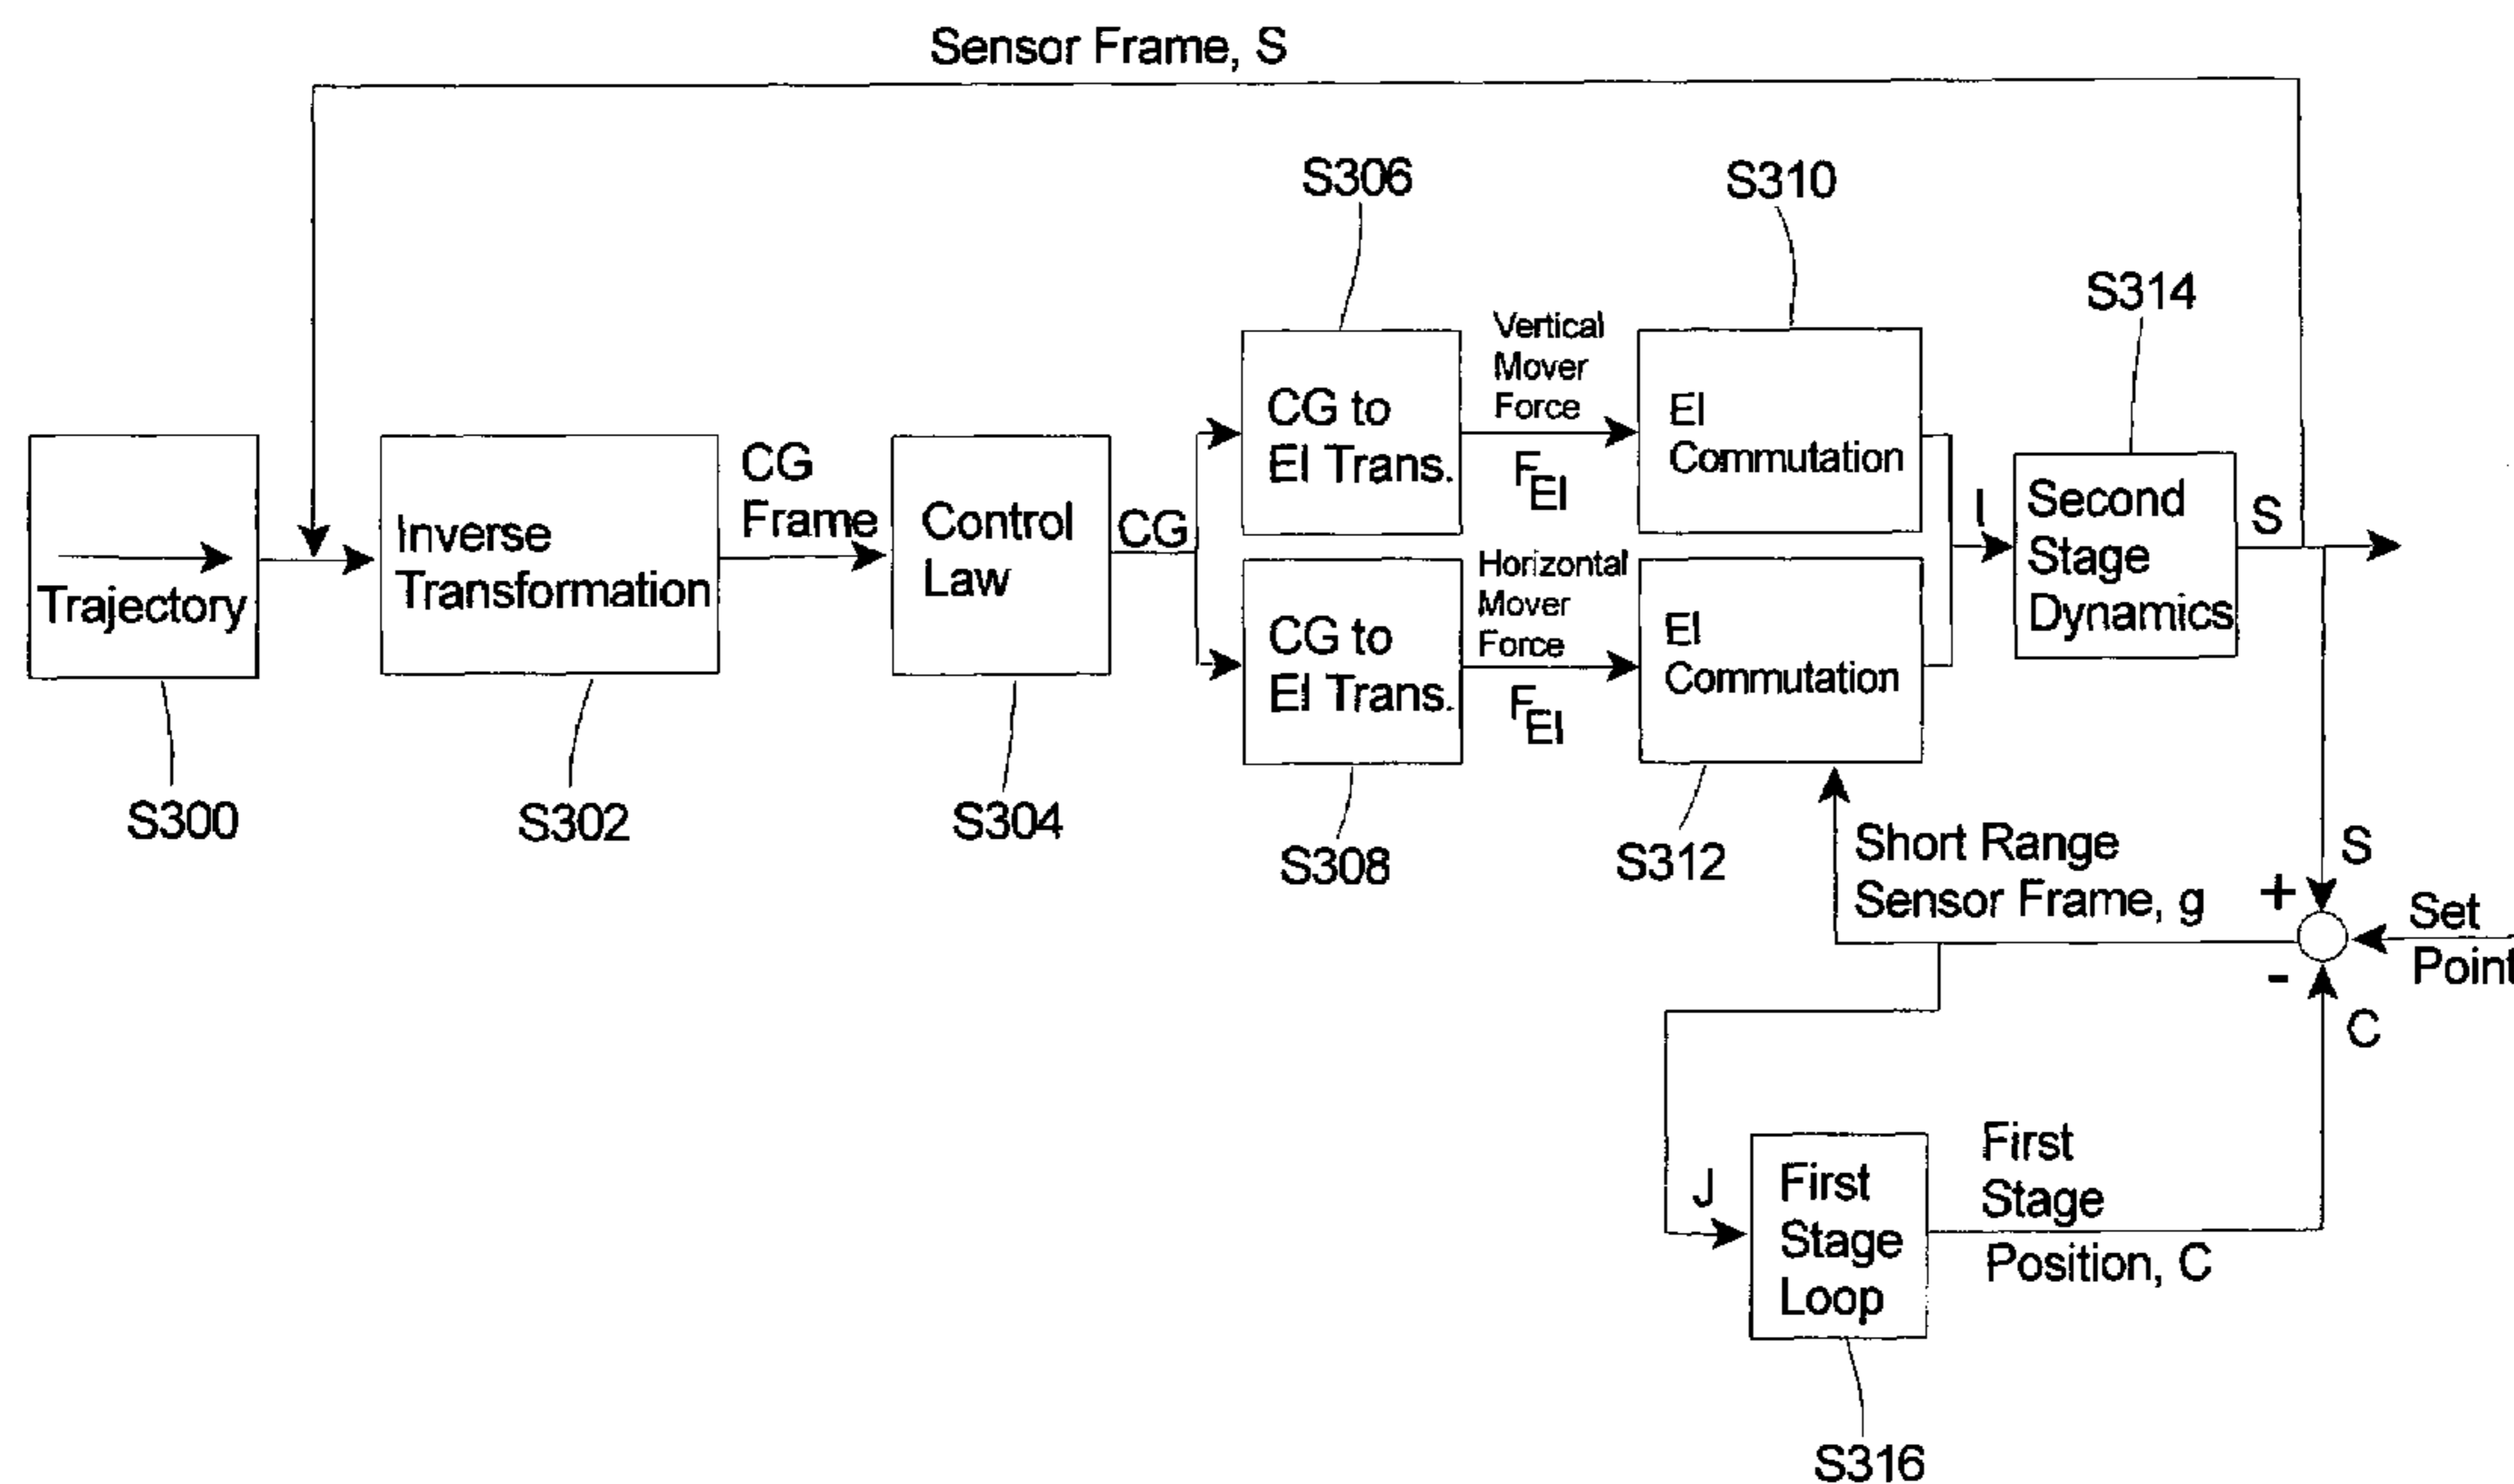 Sensor Frame, S
S306
S310
S314
Vertical
Mover
Force
CG to
EI Trans.
F
EI
EI
Commutation
Trajectory
Inverse
Transformation
CG
Frame
Control
Law
CG
Horizontal
Mover
Force
CG to
EI Trans.
F
EI
EI
Commutation
I
Second
Stage
Dynamics
S
S300
S302
S304
S308
S312
Short Range
Sensor Frame, g
S
+
-
Set
Point
C
J
First
Stage
Loop
First
Stage
Position, C
S316